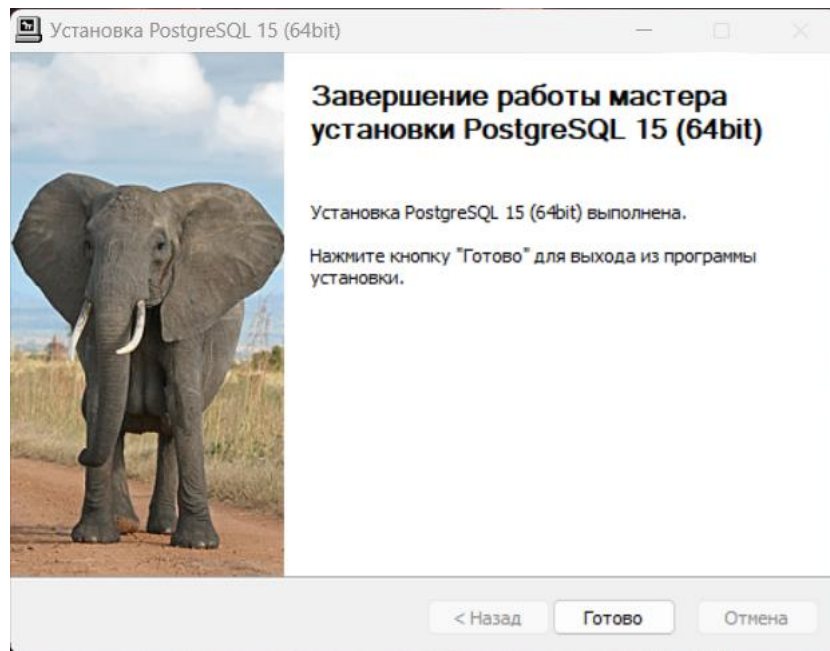 Установка PostgreSQL 15 (64bit)
Завершение работы мастера
установки PostgreSQL 15 (64bit)
Установка PostgreSQL 15 (64bit) выполнена.
Нажмите кнопку "Готово" для выхода из программы
установки.
< Назад
Готово
Отмена